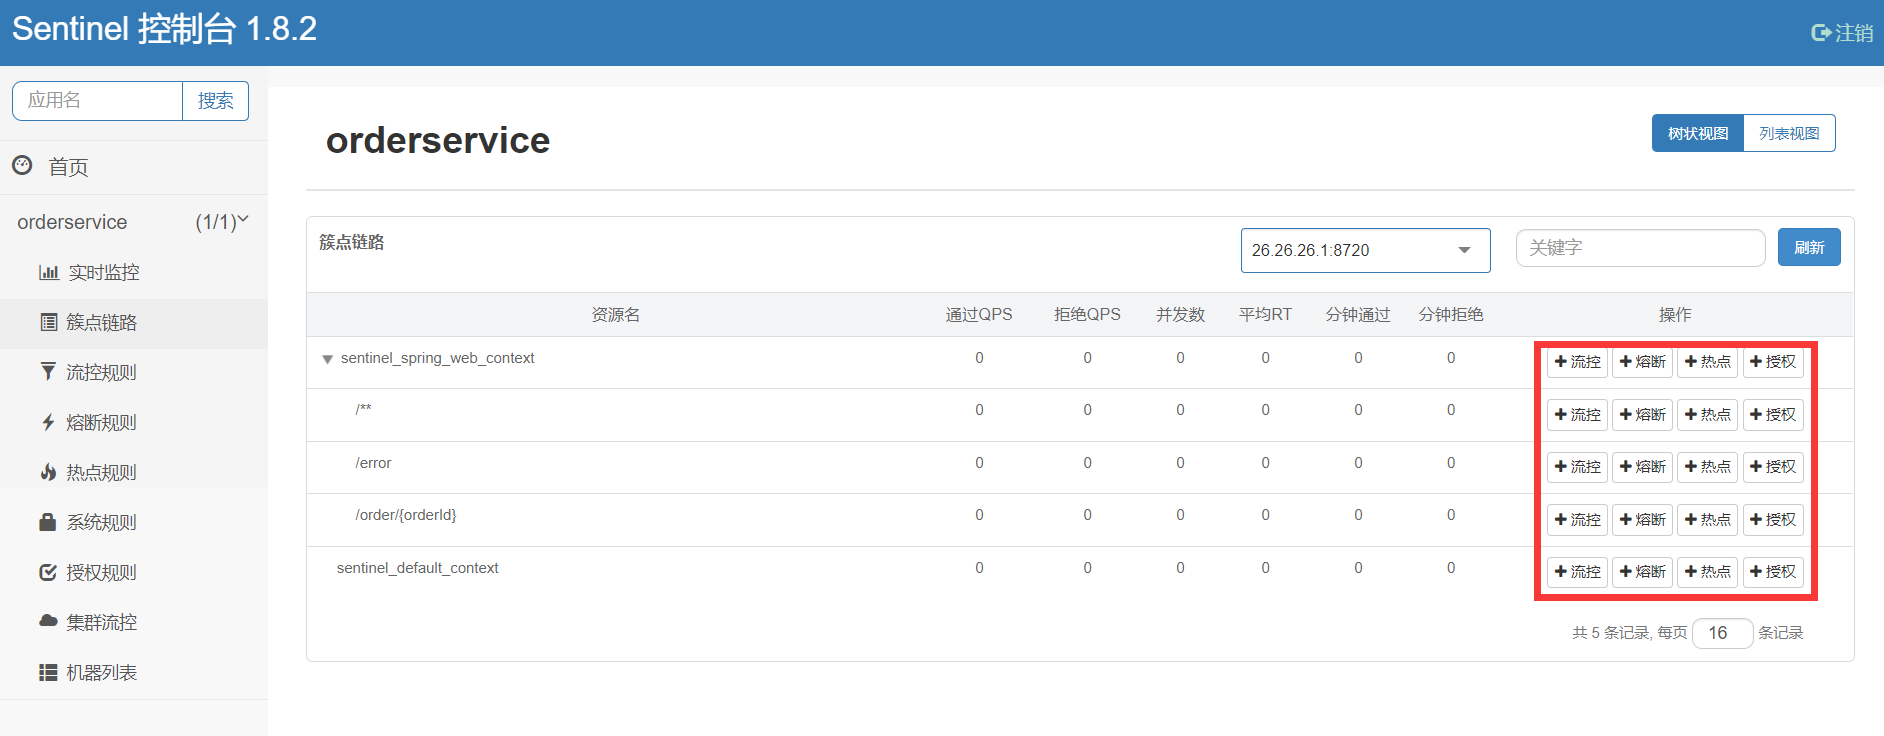 Sentinel 控制台 1.8.2
注销
应用名
搜索
首页
orderservice (1/1)
实时监控
簇点链路
流控规则
熔断规则
热点规则
系统规则
授权规则
集群流控
机器列表
orderservice
树状视图 列表视图
簇点链路
26.26.26.1:8720
关键字
刷新
资源名 通过QPS 拒绝QPS 并发数 平均RT 分钟通过 分钟拒绝 操作
sentinel_spring_web_context 0 0 0 0 0 0 流控 熔断 热点 授权
/** 0 0 0 0 0 0 流控 熔断 热点 授权
/error 0 0 0 0 0 0 流控 熔断 热点 授权
/order/{orderId} 0 0 0 0 0 0 流控 熔断 热点 授权
sentinel_default_context 0 0 0 0 0 0 流控 熔断 热点 授权
共 5 条记录, 每页 16 条记录